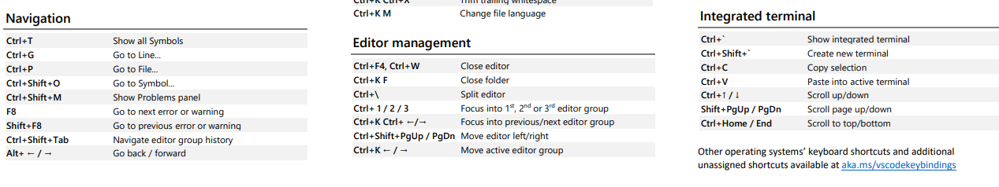 Navigation
Ctrl+T Show all Symbols
Ctrl+G Go to Line...
Ctrl+P Go to File...
Ctrl+Shift+O Go to Symbol...
Ctrl+Shift+M Show Problems panel
F8 Go to next error or warning
Shift+F8 Go to previous error or warning
Ctrl+Shift+Tab Navigate editor group history
Alt+ ← / → Go back / forward
Ctrl+K Ctrl+X Trim trailing whitespace
Ctrl+K M Change file language
Editor management
Ctrl+F4, Ctrl+W Close editor
Ctrl+K F Close folder
Ctrl+\ Split editor
Ctrl+ 1 / 2 / 3 Focus into 1st, 2nd or 3rd editor group
Ctrl+K Ctrl+ ←/→ Focus into previous/next editor group
Ctrl+Shift+PgUp / PgDn Move editor left/right
Ctrl+K ← / → Move active editor group
Integrated terminal
Ctrl+` Show integrated terminal
Ctrl+Shift+` Create new terminal
Ctrl+C Copy selection
Ctrl+V Paste into active terminal
Ctrl+↑ / ↓ Scroll up/down
Shift+PgUp / PgDn Scroll page up/down
Ctrl+Home / End Scroll to top/bottom
Other operating systems’ keyboard shortcuts and additional
unassigned shortcuts available at aka.ms/vscodekeybindings